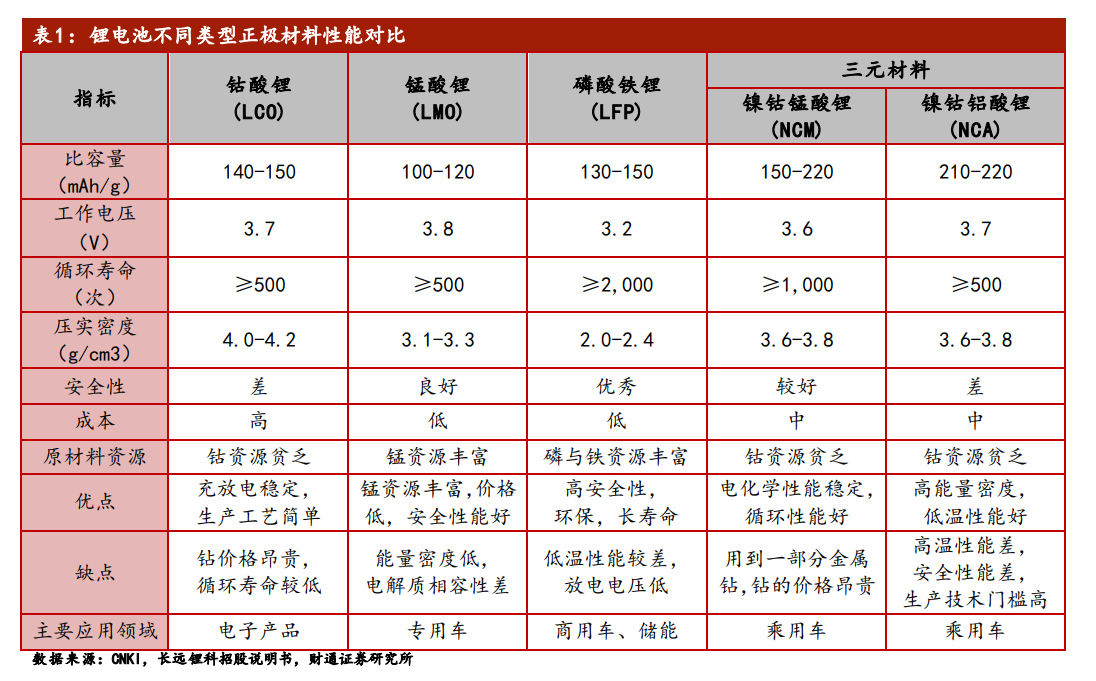 表1：锂电池不同类型正极材料性能对比
指标
钴酸锂
(LCO)
锰酸锂
(LMO)
磷酸铁锂
(LFP)
三元材料
镍钴锰酸锂
(NCM)
镍钴铝酸锂
(NCA)
比容量
（mAh/g）
140-150
100-120
130-150
150-220
210-220
工作电压
（V）
3.7
3.8
3.2
3.6
3.7
循环寿命
（次）
≥500
≥500
≥2,000
≥1,000
≥500
压实密度
（g/cm3）
4.0-4.2
3.1-3.3
2.0-2.4
3.6-3.8
3.6-3.8
安全性
差
良好
优秀
较好
差
成本
高
低
低
中
中
原材料资源
钴资源贫乏
锰资源丰富
磷与铁资源丰富
钴资源贫乏
钴资源贫乏
优点
充放电稳定，
生产工艺简单
锰资源丰富,价格
低，安全性能好
高安全性，
环保，长寿命
电化学性能稳定，
循环性能好
高能量密度，
低温性能好
缺点
钴价格昂贵，
循环寿命较低
能量密度低，
电解质相容性差
低温性能较差，
放电电压低
用到一部分金属
钴,钴的价格昂贵
高温性能差，
安全性能差，
生产技术门槛高
主要应用领域
电子产品
专用车
商用车、储能
乘用车
乘用车
数据来源：CNKI，长远锂科招股说明书，财通证券研究所